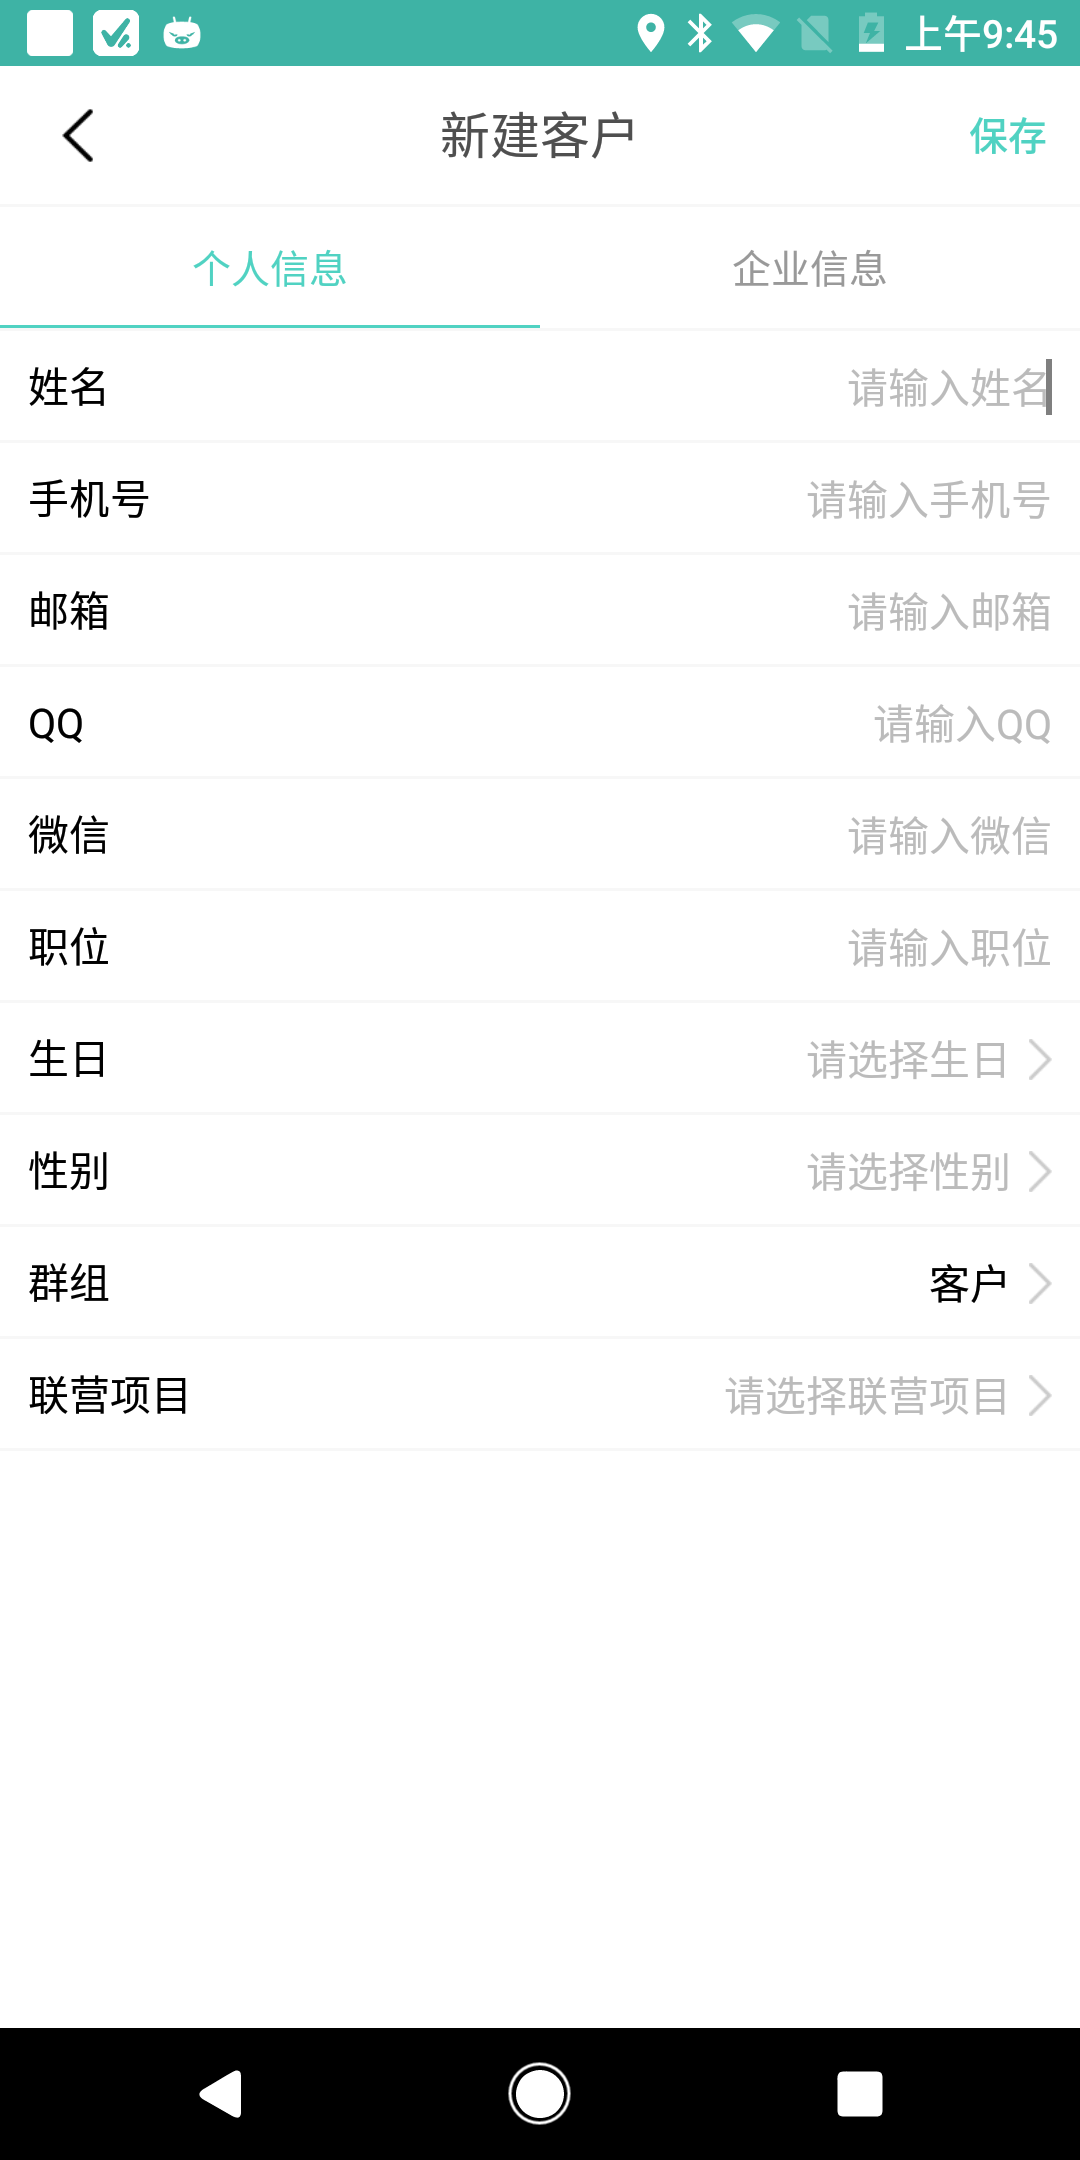 上午9:45
新建客户
保存
个人信息
企业信息
姓名
请输入姓名
手机号
请输入手机号
邮箱
请输入邮箱
QQ
请输入QQ
微信
请输入微信
职位
请输入职位
生日
请选择生日
性别
请选择性别
群组
客户
联营项目
请选择联营项目